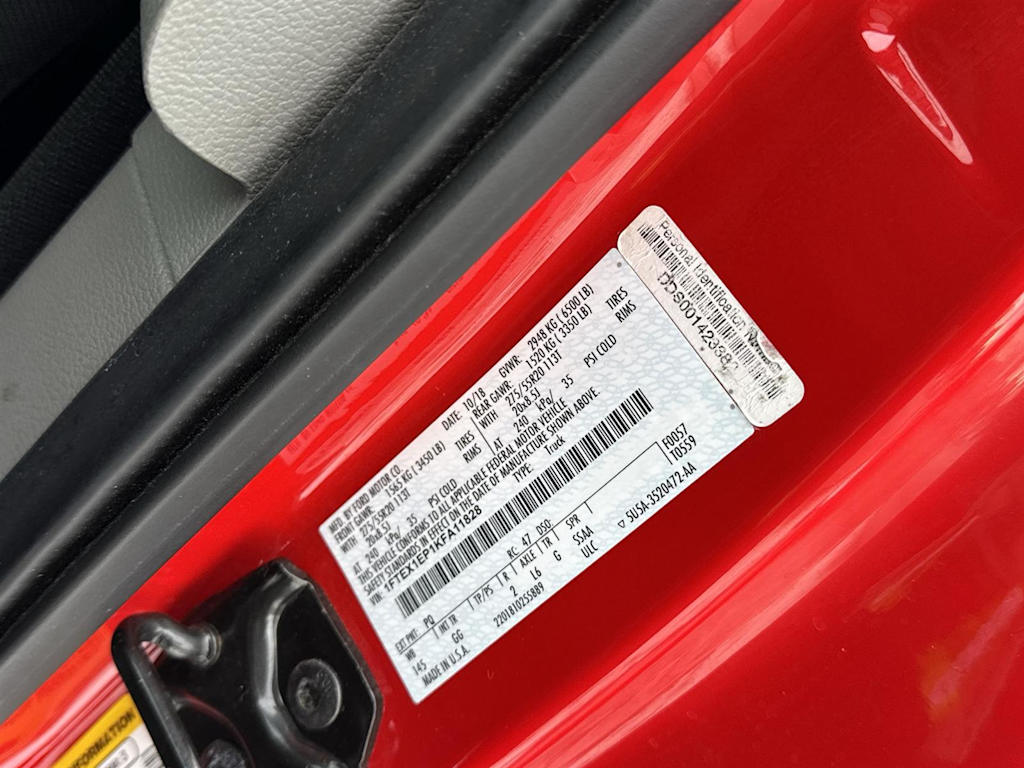 Personal Identification
MFD. BY FORD MOTOR CO.
DATE: 10/18 GVWR: 2948 KG ( 6500 LB)
FRONT GAWR: 1565 KG ( 3450 LB) REAR GAWR: 1520 KG ( 3350 LB)
WITH 275/55R20 113T TIRES WITH 275/55R20 113T TIRES
20x8.5J RIMS 20x8.5J RIMS
AT 240 kPa/ 35 PSI COLD AT 240 kPa/ 35 PSI COLD
THIS VEHICLE CONFORMS TO ALL APPLICABLE FEDERAL MOTOR VEHICLE
SAFETY STANDARDS IN EFFECT ON THE DATE OF MANUFACTURE SHOWN ABOVE.
VIN: 1FTEX1EP1KFA11828 TYPE: Truck
F0057
T0559
EXT PNT: PQ RC: 47 DSO:
WB INT TR TP/PS R AXLE TR SPR
145 GG 2 L6 G 5SAA
ULC
MADE IN U.S.A. 2201810255889
▽ 5U5A-3520472-AA
INFORMATION